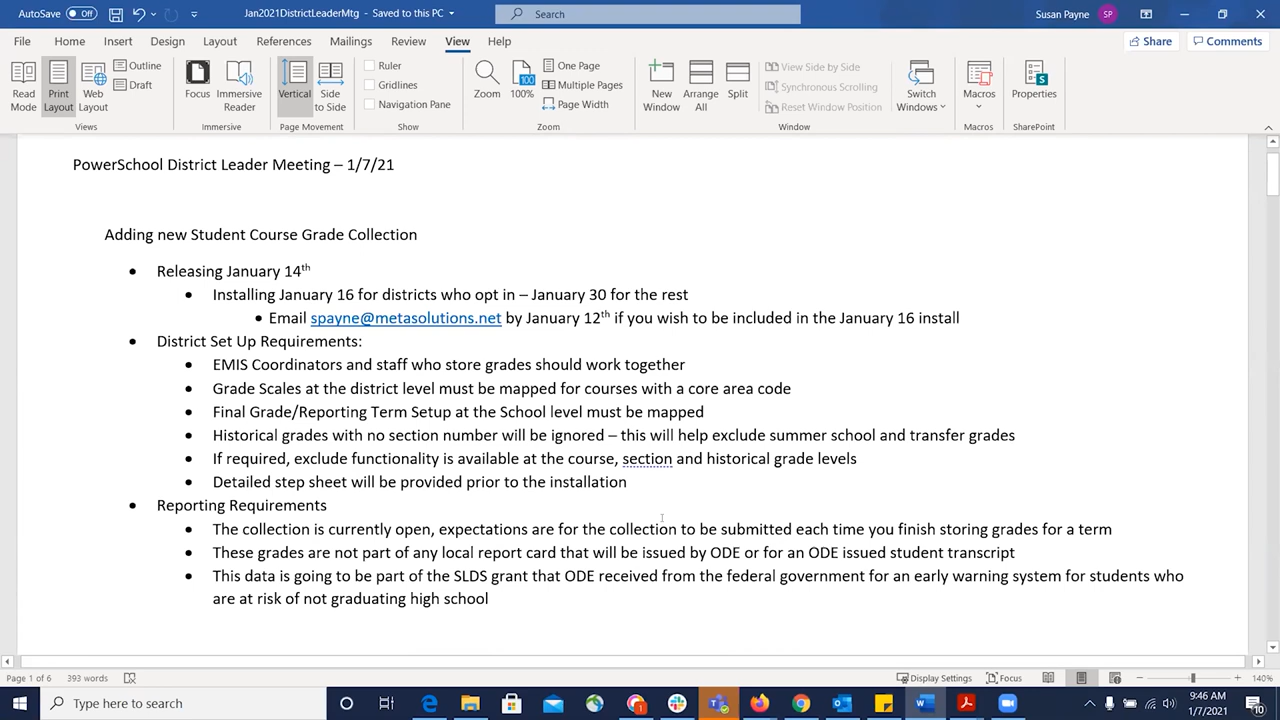 AutoSave Off Jan2021DistrictLeaderMtg - Saved to this PC Search Susan Payne SP
File Home Insert Design Layout References Mailings Review View Help Share Comments
Read Mode Print Layout Web Layout Outline Draft Focus Immersive Reader Vertical Side to Side Ruler Gridlines Navigation Pane Zoom 100 100% One Page Multiple Pages Page Width New Window Arrange All Split View Side by Side Synchronous Scrolling Reset Window Position Switch Windows Macros Properties
Views Immersive Page Movement Show Zoom Window Macros SharePoint
PowerSchool District Leader Meeting – 1/7/21
Adding new Student Course Grade Collection
• Releasing January 14th
• Installing January 16 for districts who opt in – January 30 for the rest
• Email spayne@metasolutions.net by January 12th if you wish to be included in the January 16 install
• District Set Up Requirements:
• EMIS Coordinators and staff who store grades should work together
• Grade Scales at the district level must be mapped for courses with a core area code
• Final Grade/Reporting Term Setup at the School level must be mapped
• Historical grades with no section number will be ignored – this will help exclude summer school and transfer grades
• If required, exclude functionality is available at the course, section and historical grade levels
• Detailed step sheet will be provided prior to the installation
• Reporting Requirements
• The collection is currently open, expectations are for the collection to be submitted each time you finish storing grades for a term
• These grades are not part of any local report card that will be issued by ODE or for an ODE issued student transcript
• This data is going to be part of the SLDS grant that ODE received from the federal government for an early warning system for students who
are at risk of not graduating high school
Page 1 of 6 393 words Display Settings Focus 140%
Type here to search 9:46 AM
1/7/2021